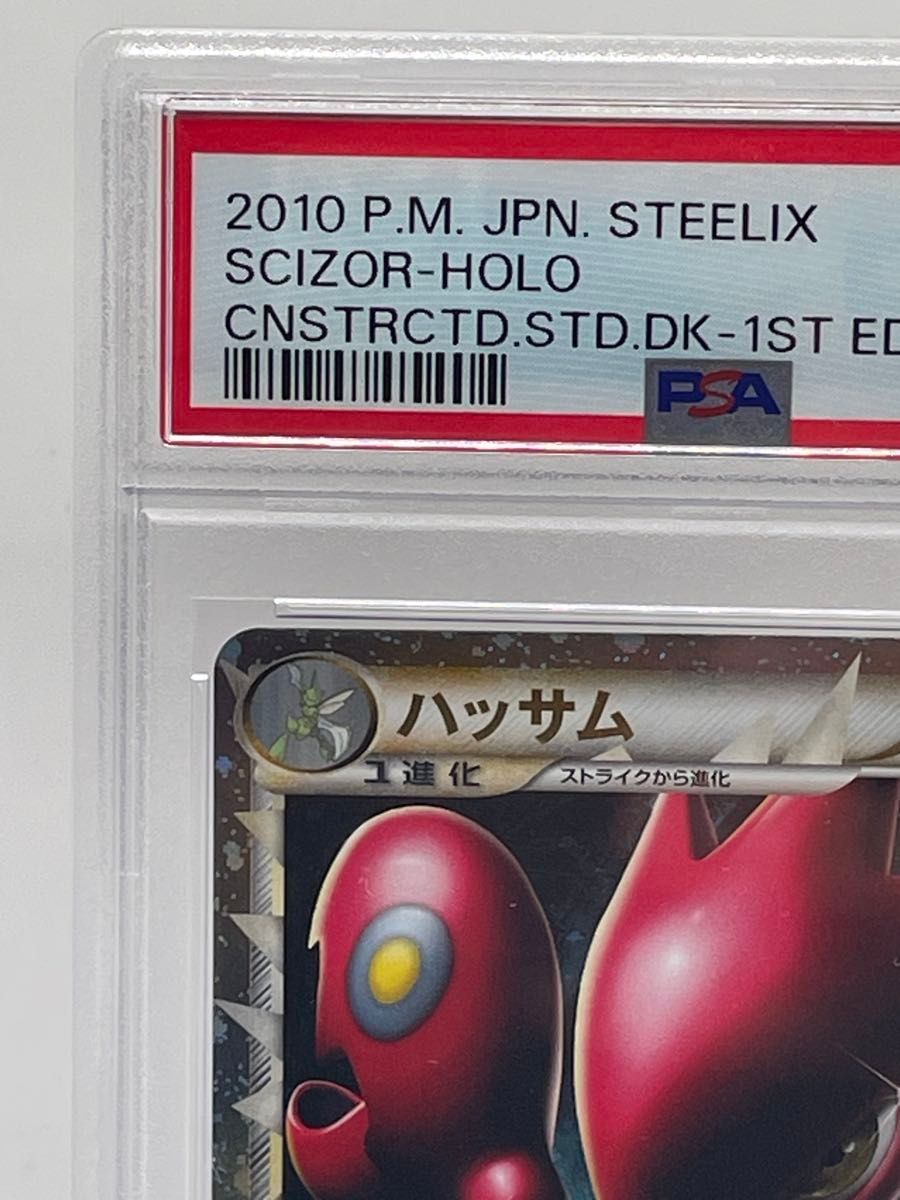 2010 P.M. JPN. STEELIX
SCIZOR-HOLO
CNSTRCTD.STD.DK-1ST ED
PSA
ハッサム
1進化
ストライクから進化